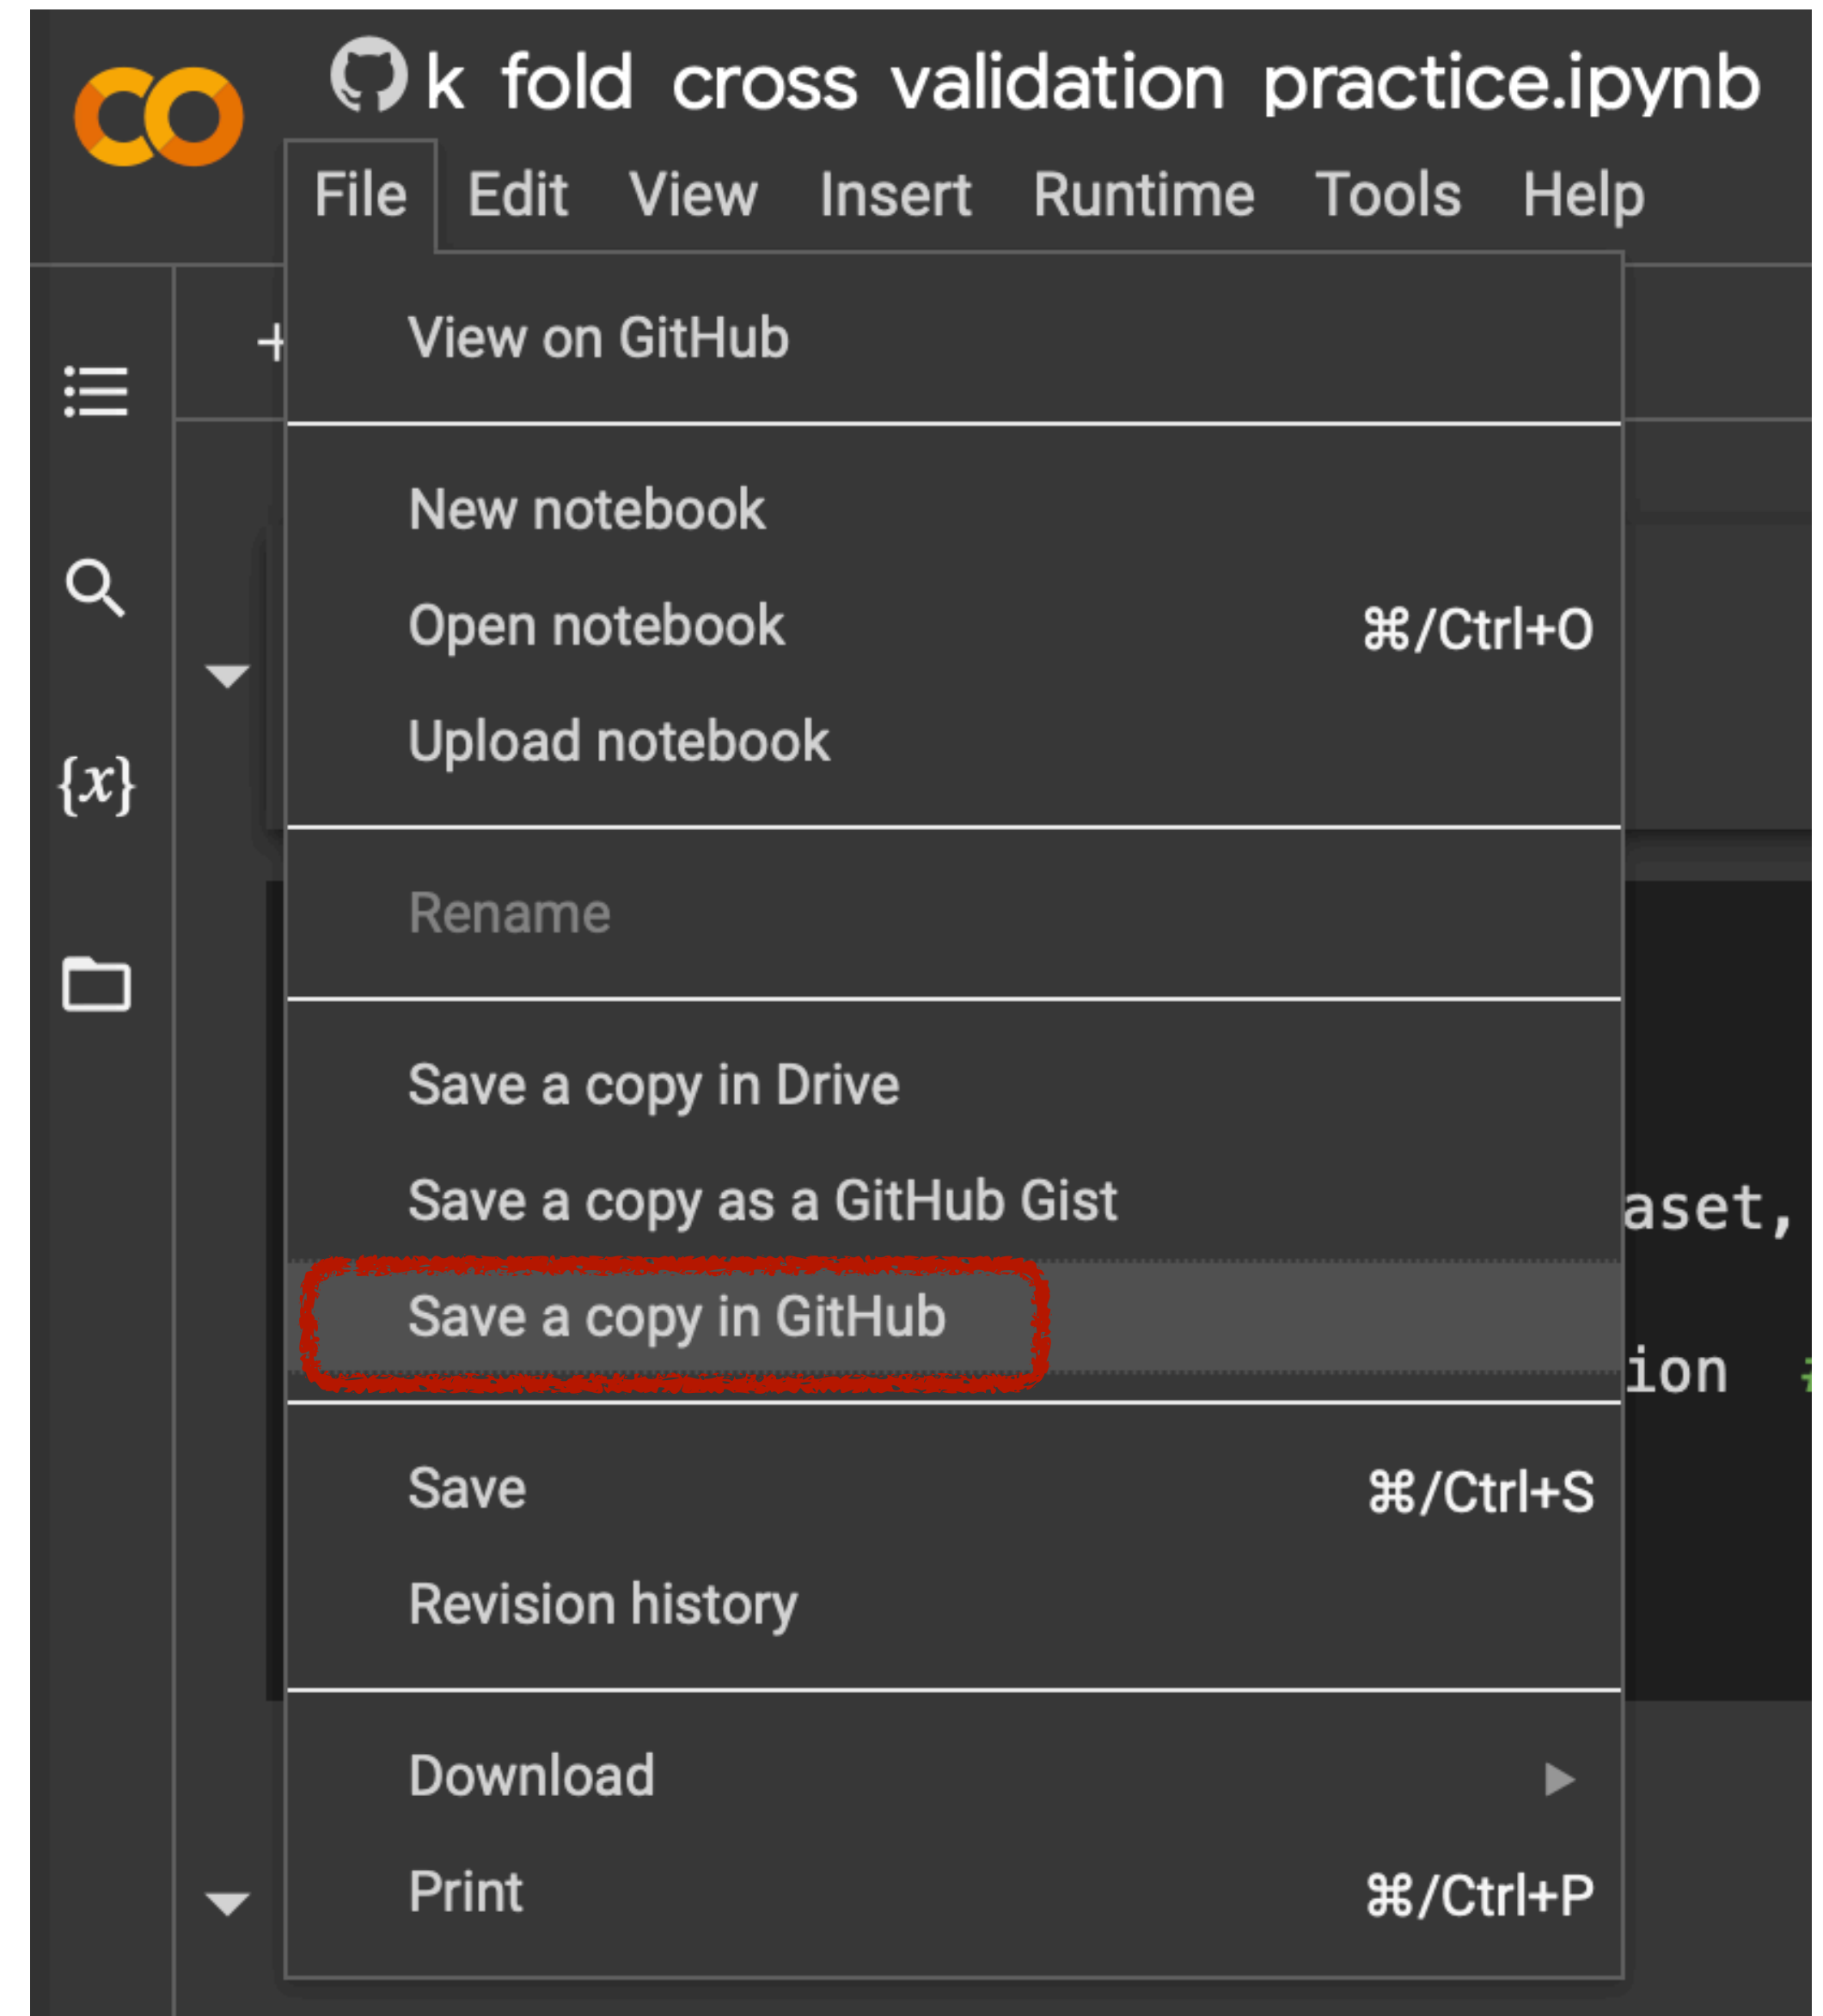 k fold cross validation practice.ipynb
File Edit View Insert Runtime Tools Help
+
View on GitHub
New notebook
Open notebook ⌘/Ctrl+O
Upload notebook
{x}
Rename
Save a copy in Drive
Save a copy as a GitHub Gist
aset,
Save a copy in GitHub
ion
Save ⌘/Ctrl+S
Revision history
Download
Print ⌘/Ctrl+P